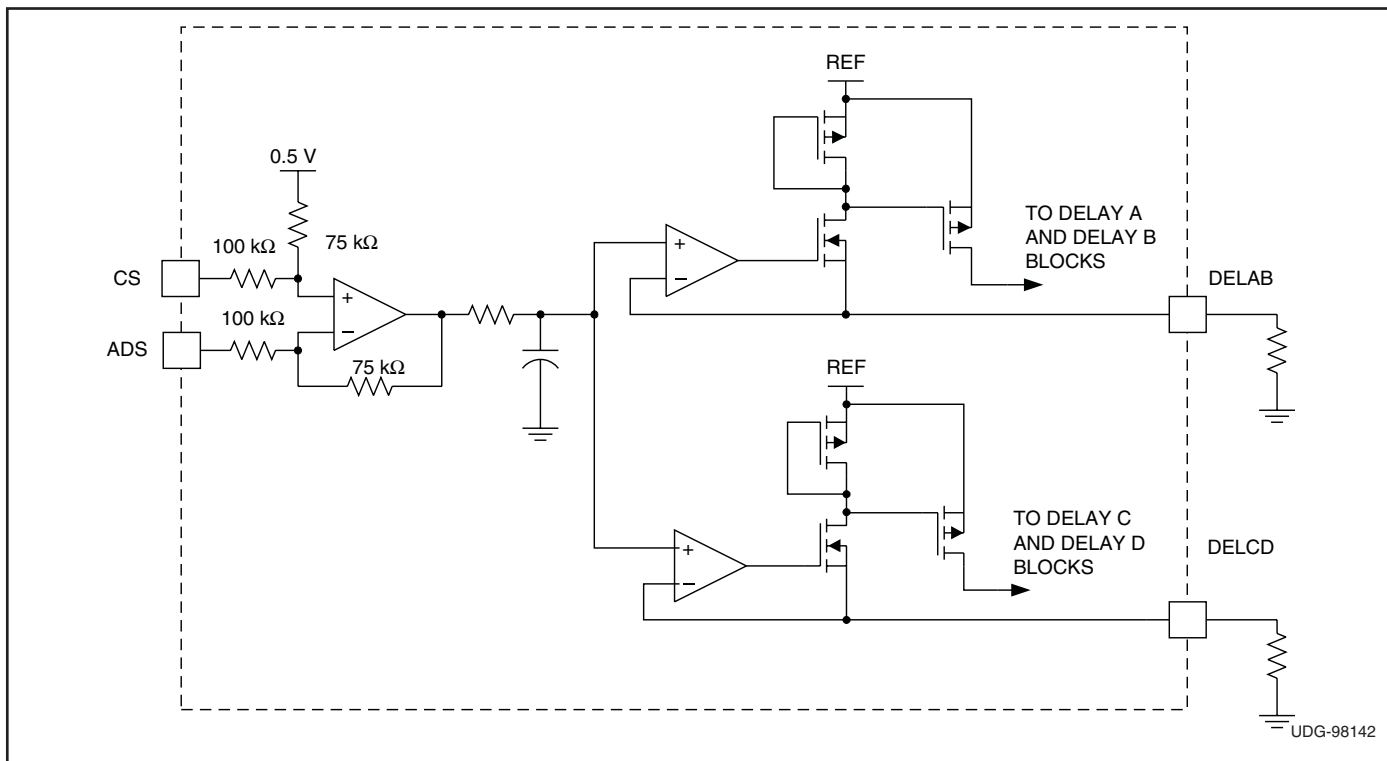 REF
0.5 V
100 kΩ
75 kΩ
CS
100 kΩ
ADS
75 kΩ
+
−
+
−
TO DELAY A
AND DELAY B
BLOCKS
DELAB
REF
+
−
TO DELAY C
AND DELAY D
BLOCKS
DELCD
UDG-98142